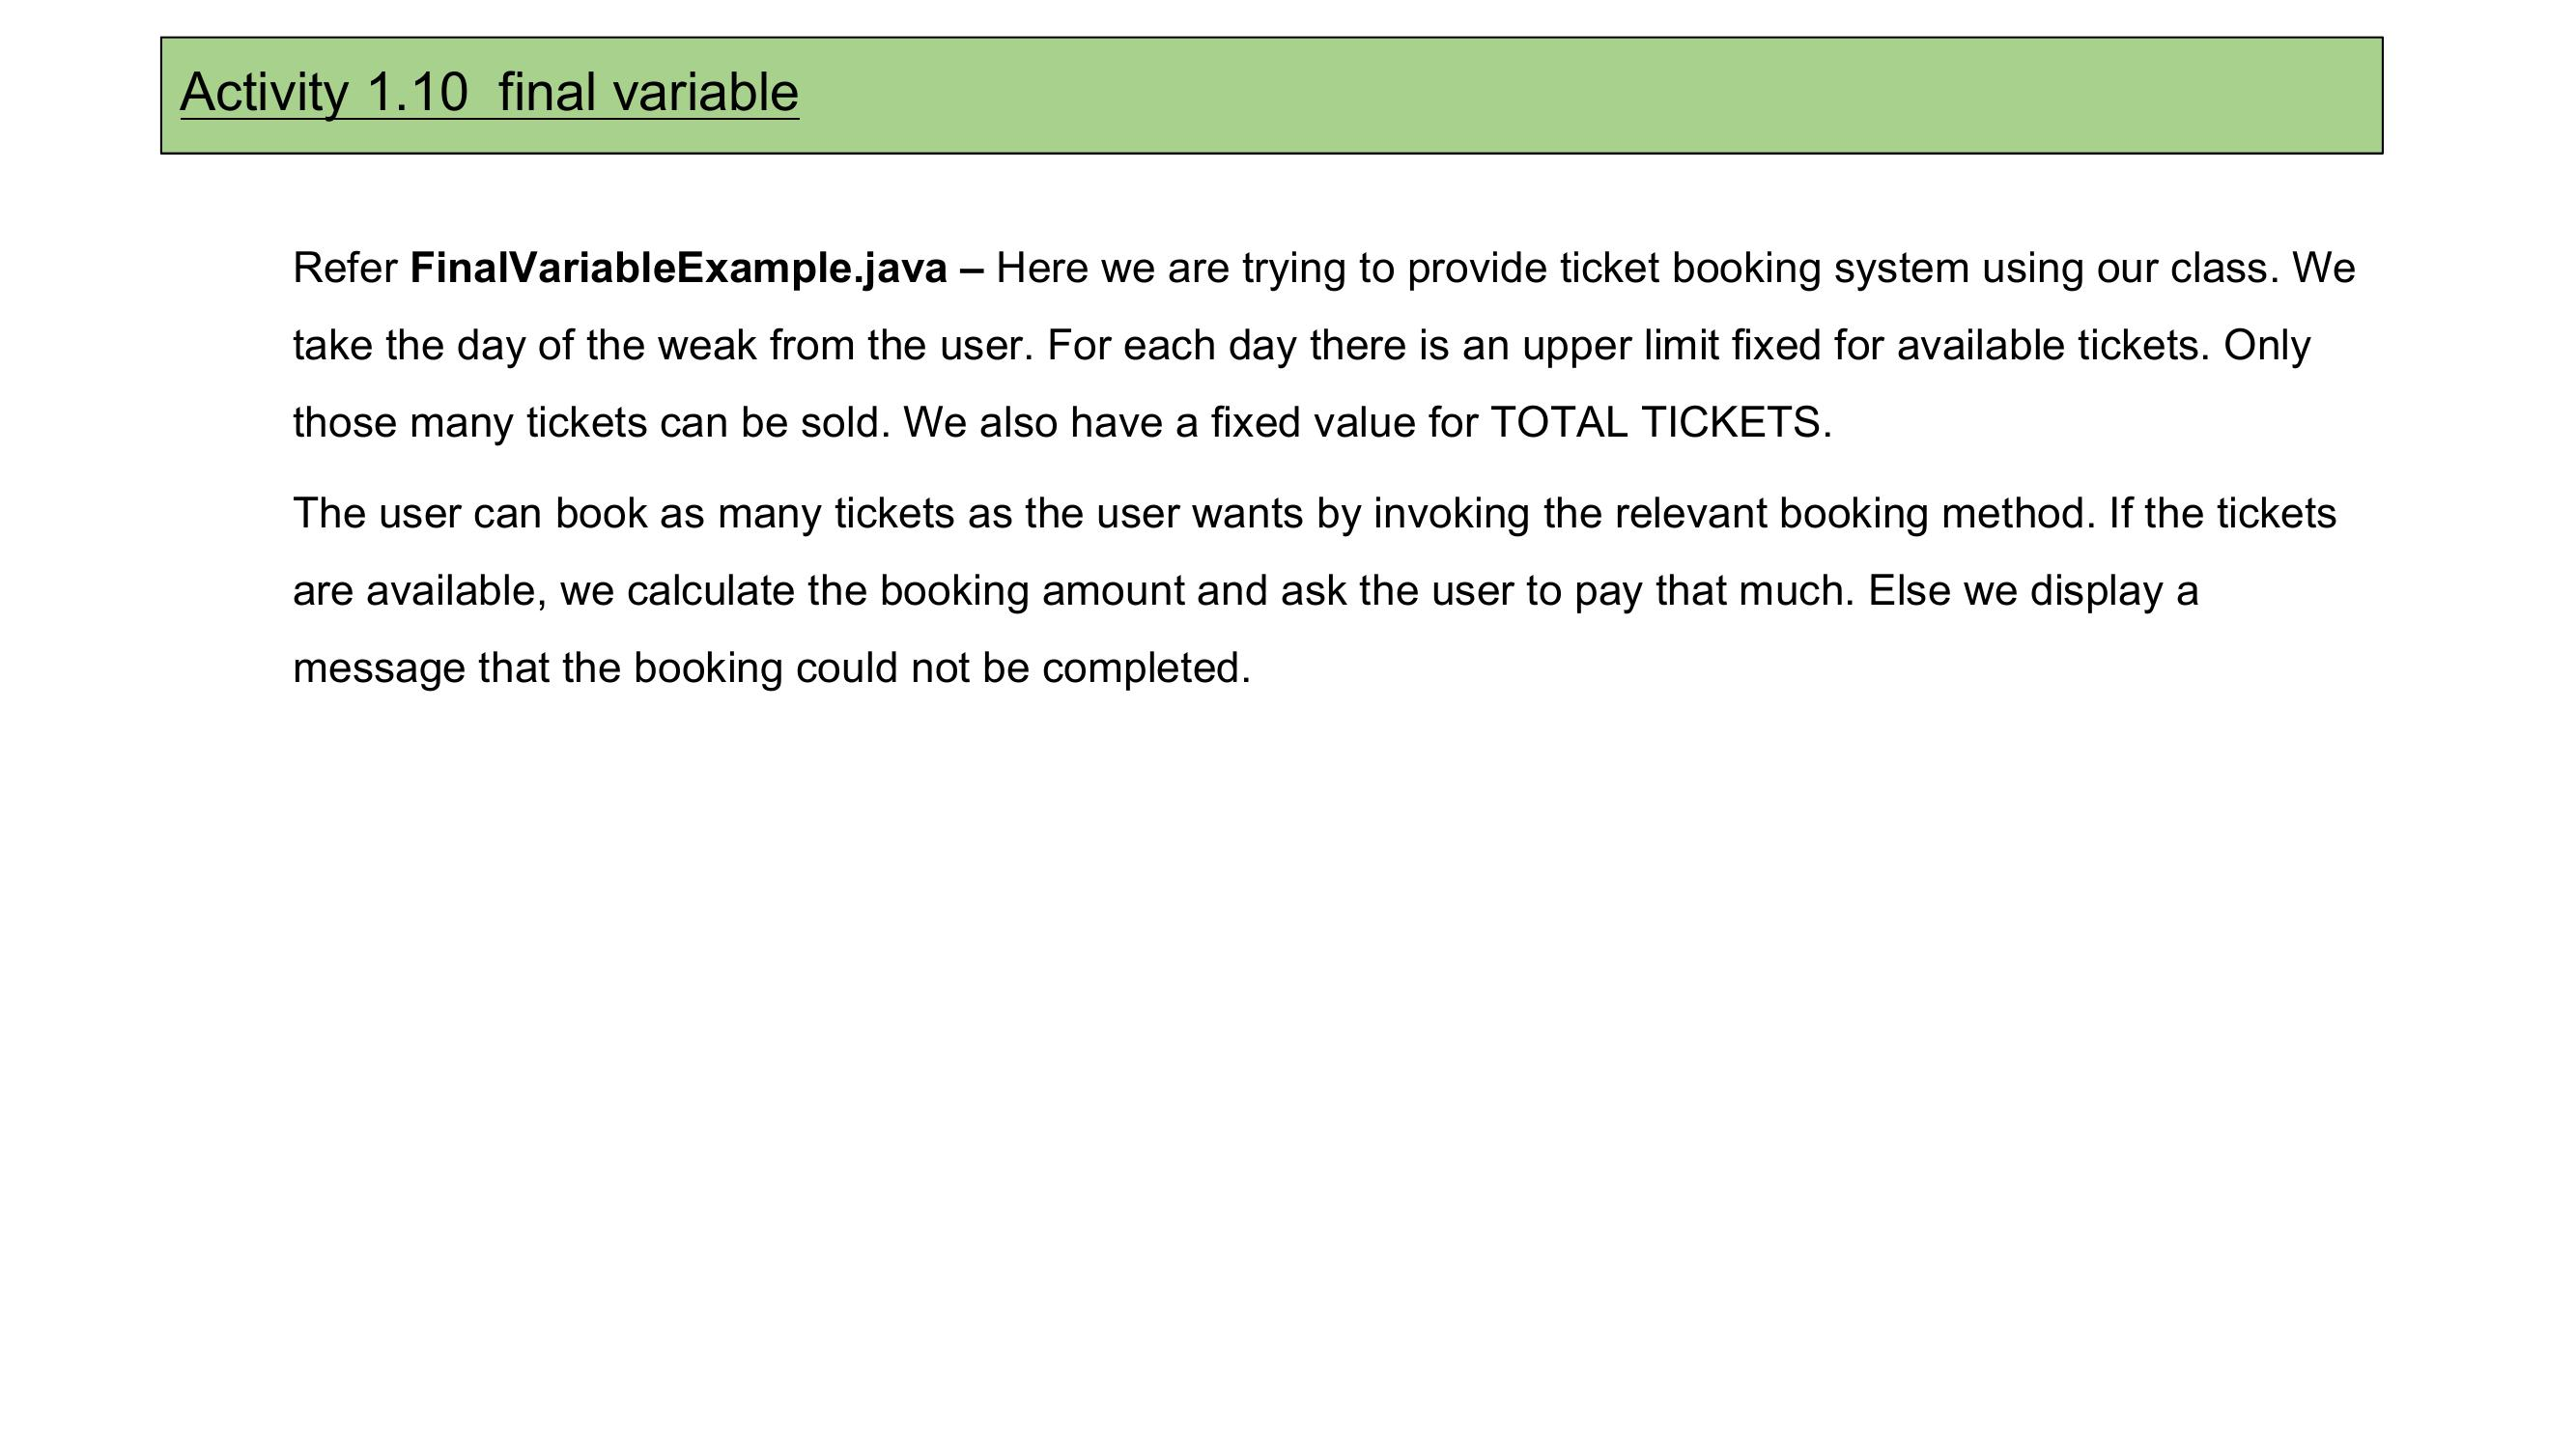 Activity 1.10  final variable
Refer FinalVariableExample.java – Here we are trying to provide ticket booking system using our class. We
take the day of the weak from the user. For each day there is an upper limit fixed for available tickets. Only
those many tickets can be sold. We also have a fixed value for TOTAL TICKETS.
The user can book as many tickets as the user wants by invoking the relevant booking method. If the tickets
are available, we calculate the booking amount and ask the user to pay that much. Else we display a
message that the booking could not be completed.